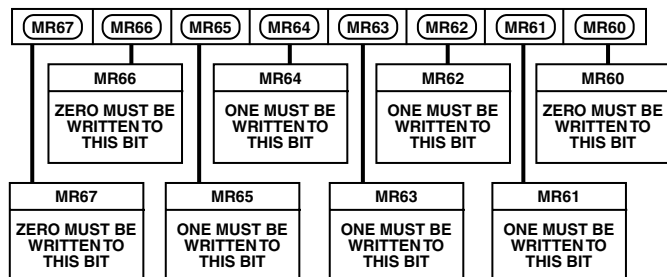 MR67 MR66 MR65 MR64 MR63 MR62 MR61 MR60
MR66
ZERO MUST BE
WRITTEN TO
THIS BIT
MR64
ONE MUST BE
WRITTEN TO
THIS BIT
MR62
ONE MUST BE
WRITTEN TO
THIS BIT
MR60
ZERO MUST BE
WRITTEN TO
THIS BIT
MR67
ZERO MUST BE
WRITTEN TO
THIS BIT
MR65
ONE MUST BE
WRITTEN TO
THIS BIT
MR63
ONE MUST BE
WRITTEN TO
THIS BIT
MR61
ONE MUST BE
WRITTEN TO
THIS BIT